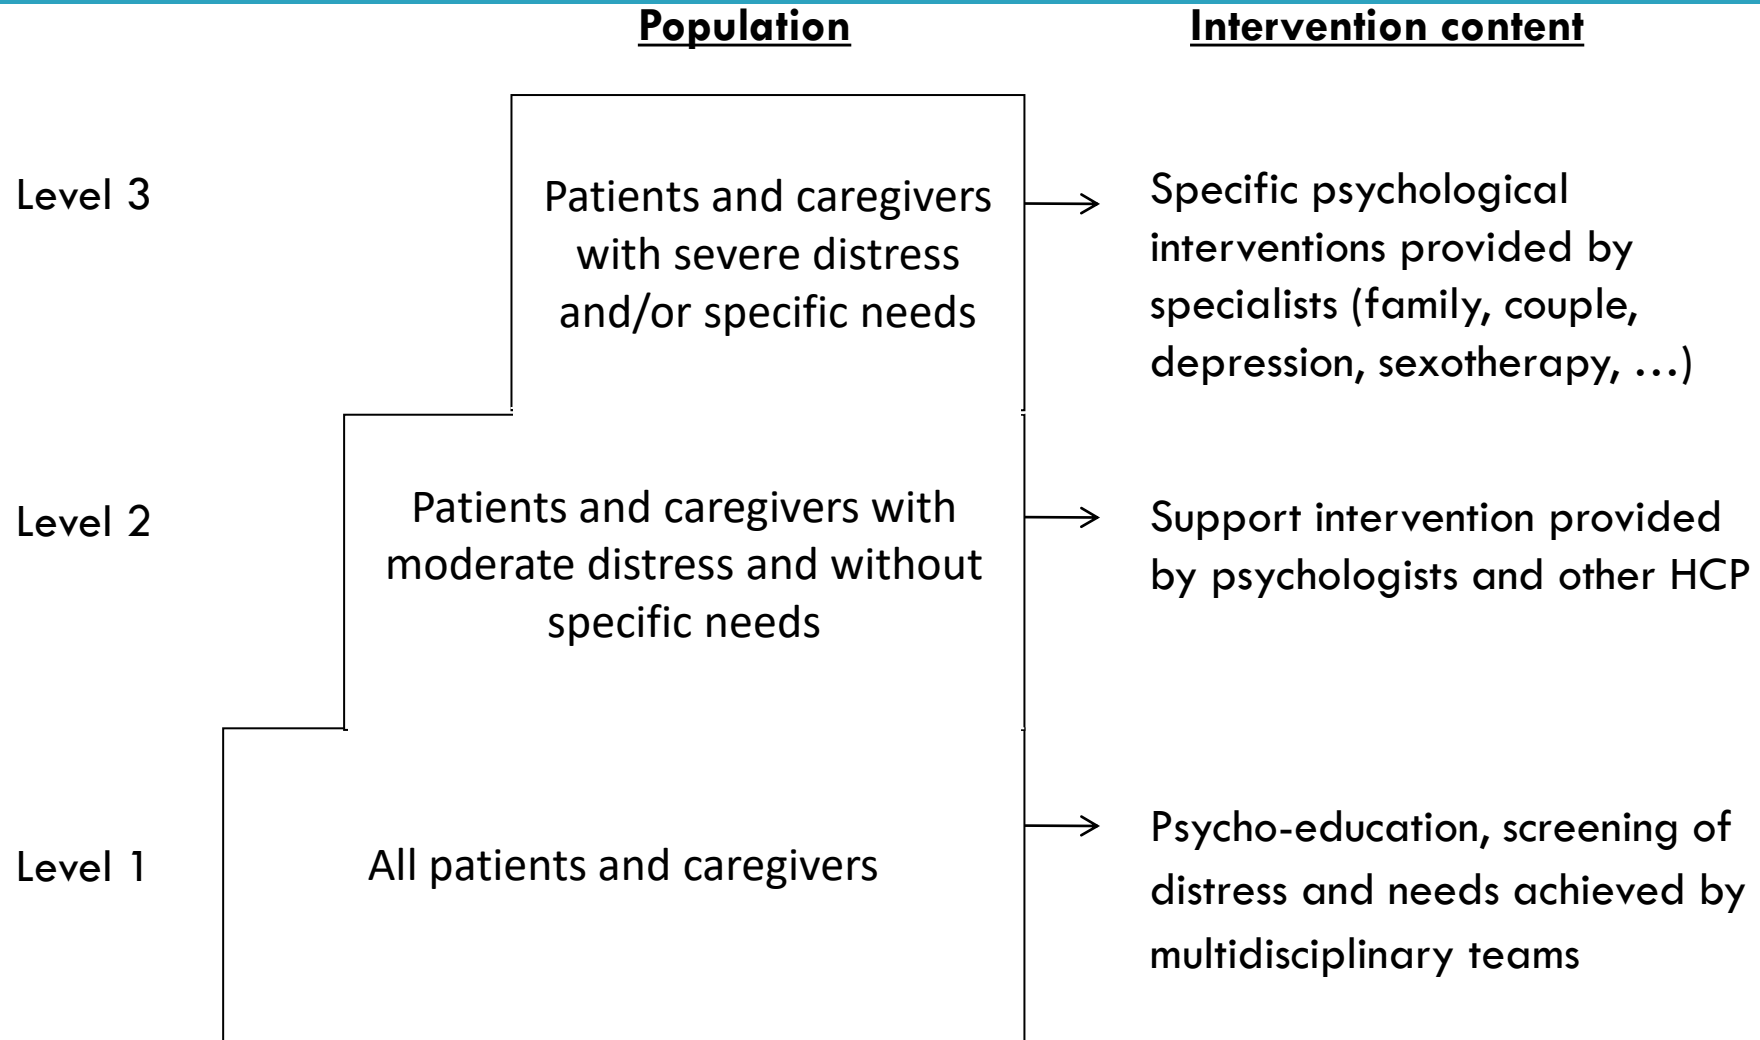 Population
Intervention content
Level 3
Patients and caregivers
with severe distress
and/or specific needs
Specific psychological
interventions provided by
specialists (family, couple,
depression, sexotherapy, …)
Level 2
Patients and caregivers with
moderate distress and without
specific needs
Support intervention provided
by psychologists and other HCP
Level 1
All patients and caregivers
Psycho-education, screening of
distress and needs achieved by
multidisciplinary teams